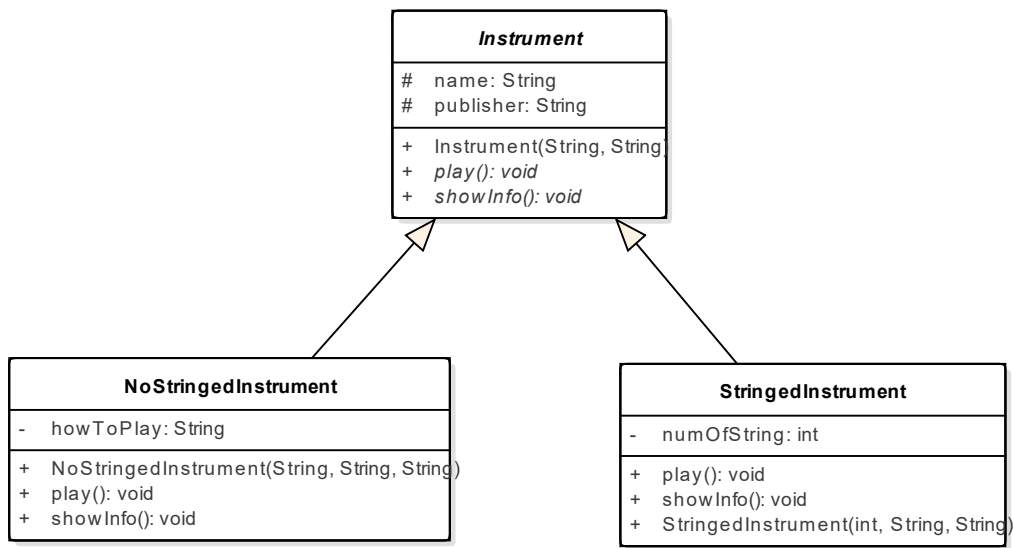 Instrument
# name: String
# publisher: String
+ Instrument(String, String)
+ play(): void
+ showInfo(): void
NoStringedInstrument
- howToPlay: String
+ NoStringedInstrument(String, String, String)
+ play(): void
+ showInfo(): void
StringedInstrument
- numOfString: int
+ play(): void
+ showInfo(): void
+ StringedInstrument(int, String, String)